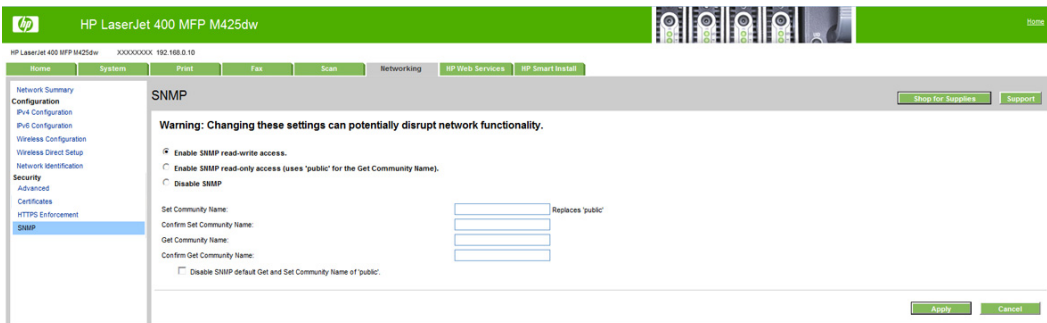 hp HP LaserJet 400 MFP M425dw Home
HP LaserJet 400 MFP M425dw XXXXXXXX 192.168.0.10
Home System Print Fax Scan Networking HP Web Services HP Smart Install
Network Summary
Configuration
IPv4 Configuration
IPv6 Configuration
Wireless Configuration
Wireless Direct Setup
Network Identification
Security
Advanced
Certificates
HTTPS Enforcement
SNMP
SNMP Shop for Supplies Support
Warning: Changing these settings can potentially disrupt network functionality.
Enable SNMP read-write access.
Enable SNMP read-only access (uses 'public' for the Get Community Name).
Disable SNMP
Set Community Name: Replaces 'public'
Confirm Set Community Name:
Get Community Name:
Confirm Get Community Name:
Disable SNMP default Get and Set Community Name of 'public'.
Apply Cancel